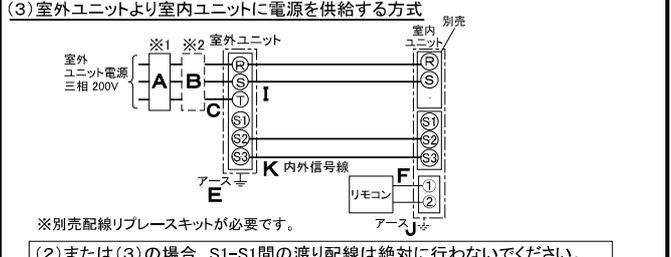 (3)室外ユニットより室内ユニットに電源を供給する方式
別売
※1 ※2 室外ユニット 室内
ユニット
室外
ユニット電源
三相 200V
A B
R R
S I S
C T
S1 S1
S2 S2
S3 S3
K 内外信号線
アース E
F
リモコン ① ②
アース J
※別売配線リプレースキットが必要です。
(2)または(3)の場合、S1-S1間の渡り配線は絶対に行わないでください。